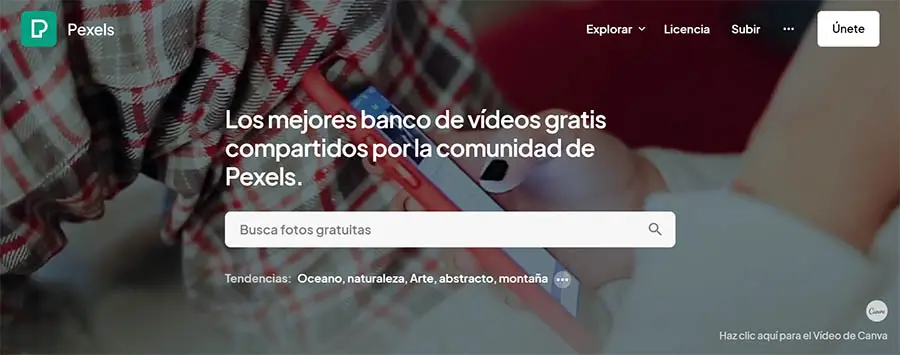 Pexels
Explorar
Licencia
Subir
...
Únete
Los mejores banco de vídeos gratis
compartidos por la comunidad de
Pexels.
Busca fotos gratuitas
Tendencias: Oceano, naturaleza, Arte, abstracto, montaña ...
Canva
Haz clic aquí para el Vídeo de Canva